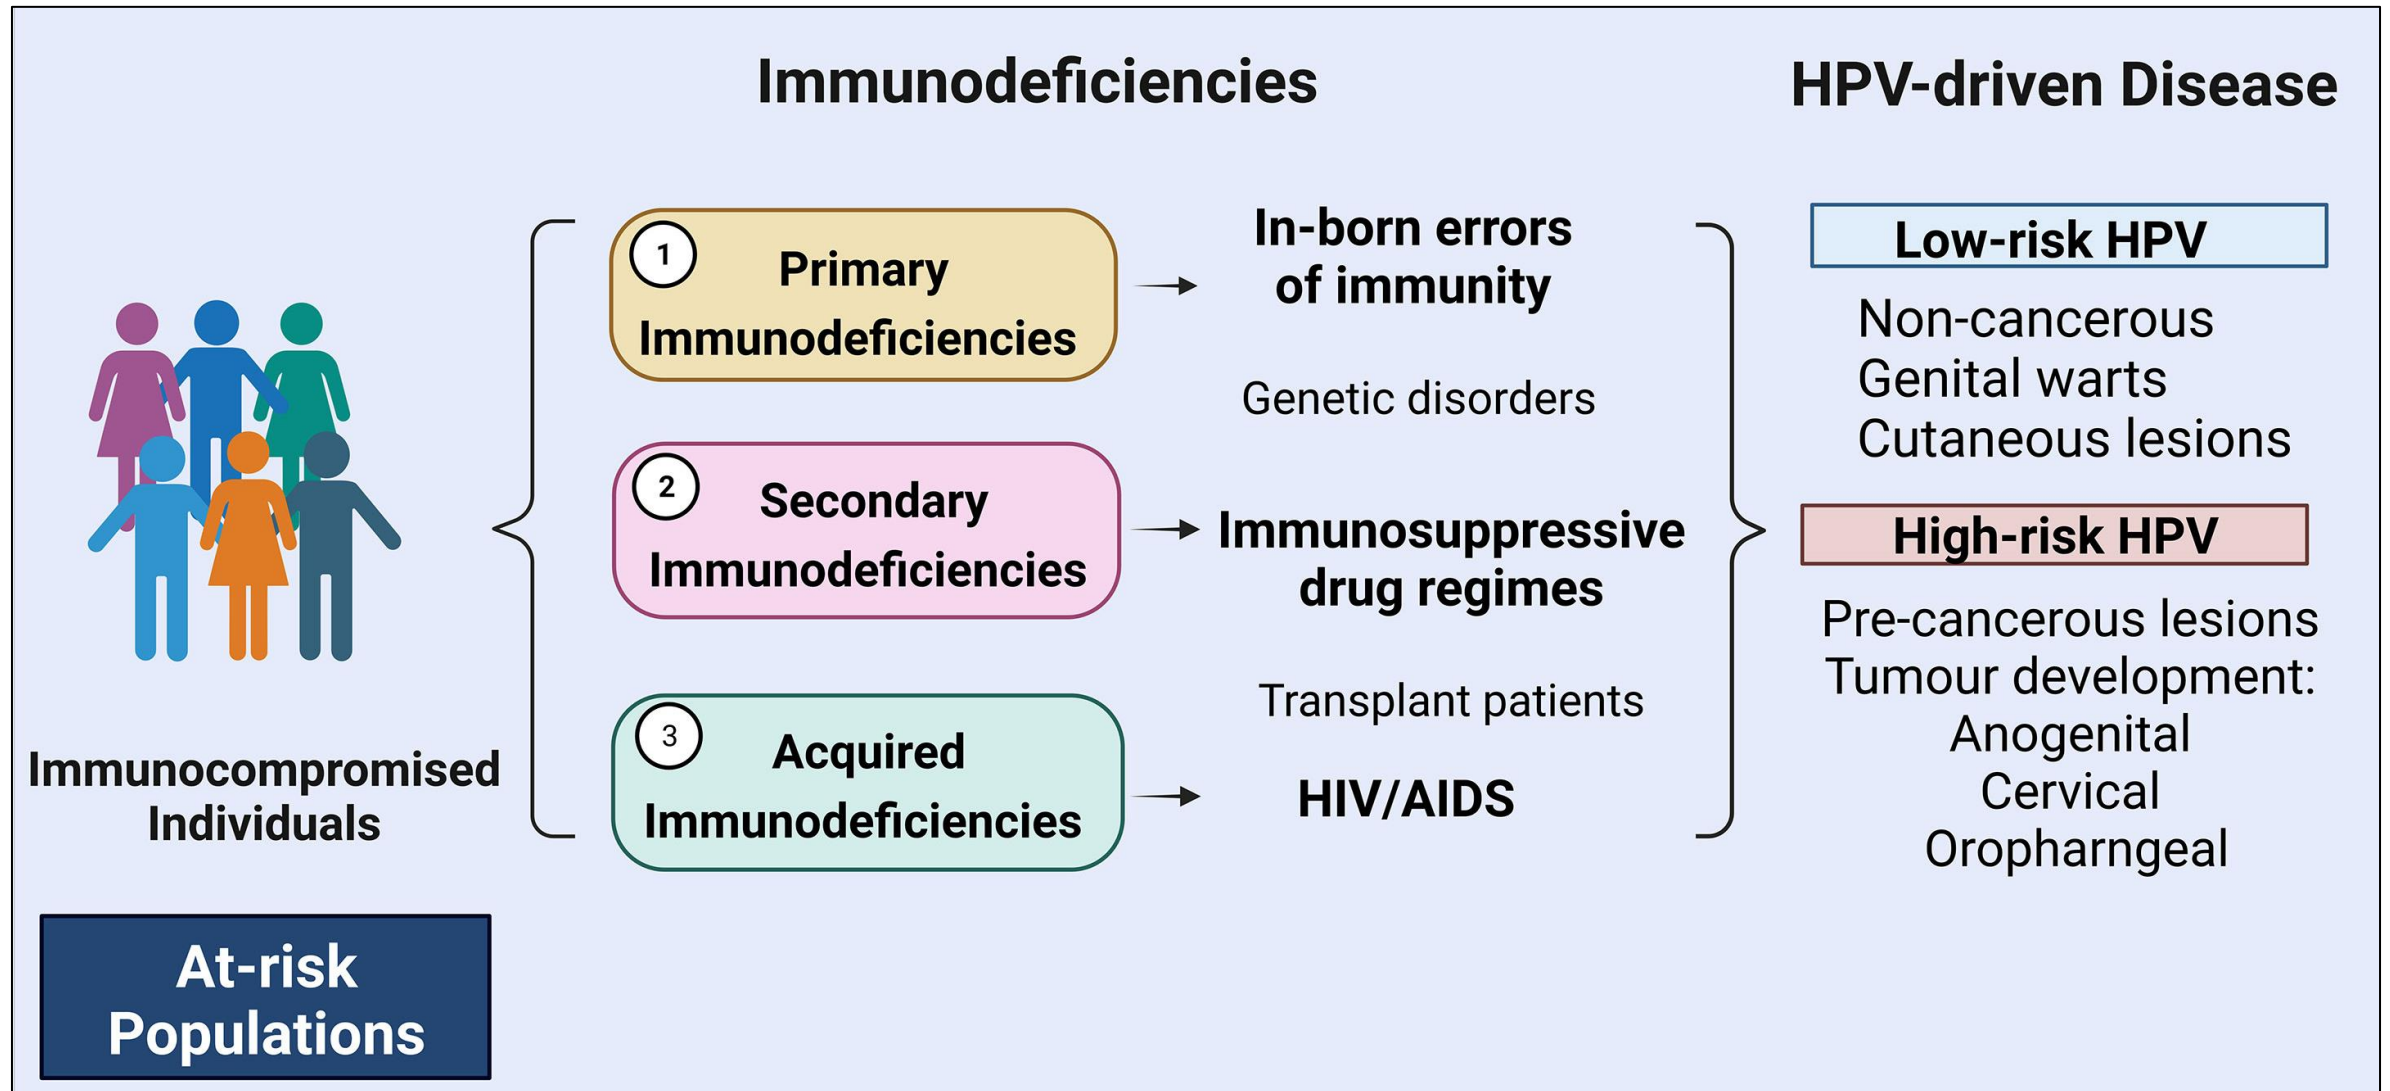 Immunodeficiencies
HPV-driven Disease
Immunocompromised
Individuals
At-risk
Populations
1
Primary
Immunodeficiencies
In-born errors
of immunity
Genetic disorders
2
Secondary
Immunodeficiencies
Immunosuppressive
drug regimes
Transplant patients
3
Acquired
Immunodeficiencies
HIV/AIDS
Low-risk HPV
Non-cancerous
Genital warts
Cutaneous lesions
High-risk HPV
Pre-cancerous lesions
Tumour development:
Anogenital
Cervical
Oropharngeal